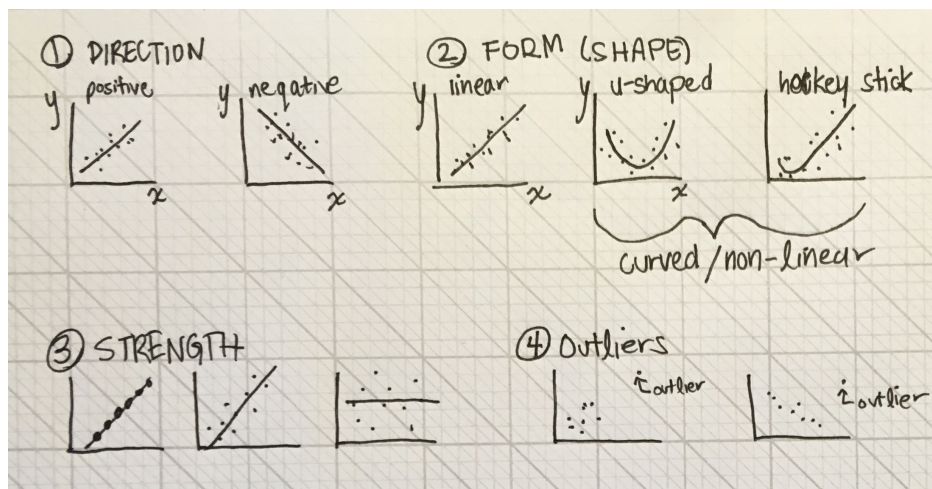 ① DIRECTION
y positive
x
y negative
x
② FORM (SHAPE)
y linear
x
y u-shaped
x
hockey stick
curved/non-linear
③ STRENGTH
④ Outliers
outlier
outlier